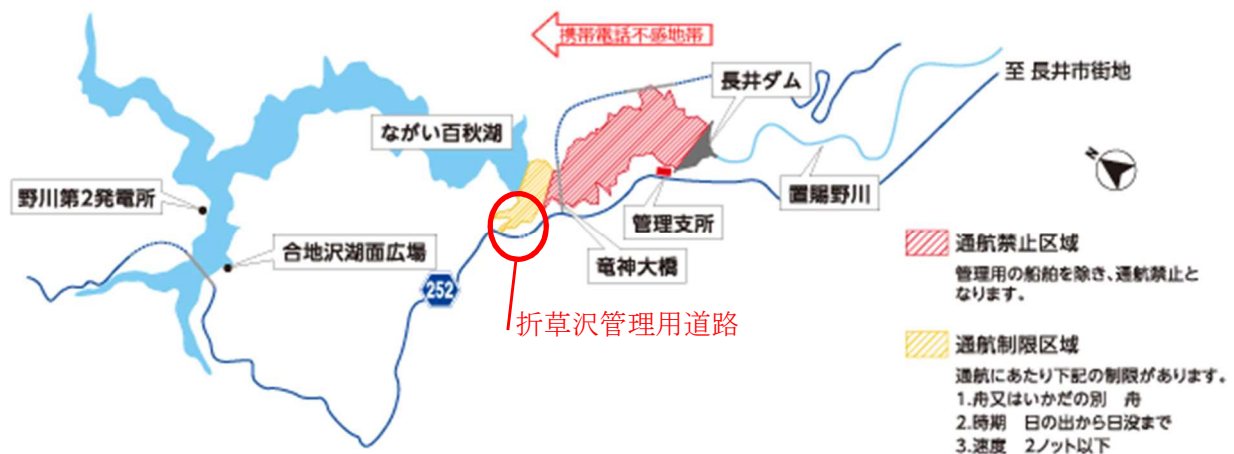 携帯電話不感地帯
長井ダム
至 長井市街地
ながい百秋湖
N
野川第2発電所
管理支所
置賜野川
合地沢湖面広場
竜神大橋
252
折草沢管理用道路
通航禁止区域
管理用の船舶を除き、通航禁止と
なります。
通航制限区域
通航にあたり下記の制限があります。
1.舟又はいかだの別　舟
2.時期　日の出から日没まで
3.速度　2ノット以下